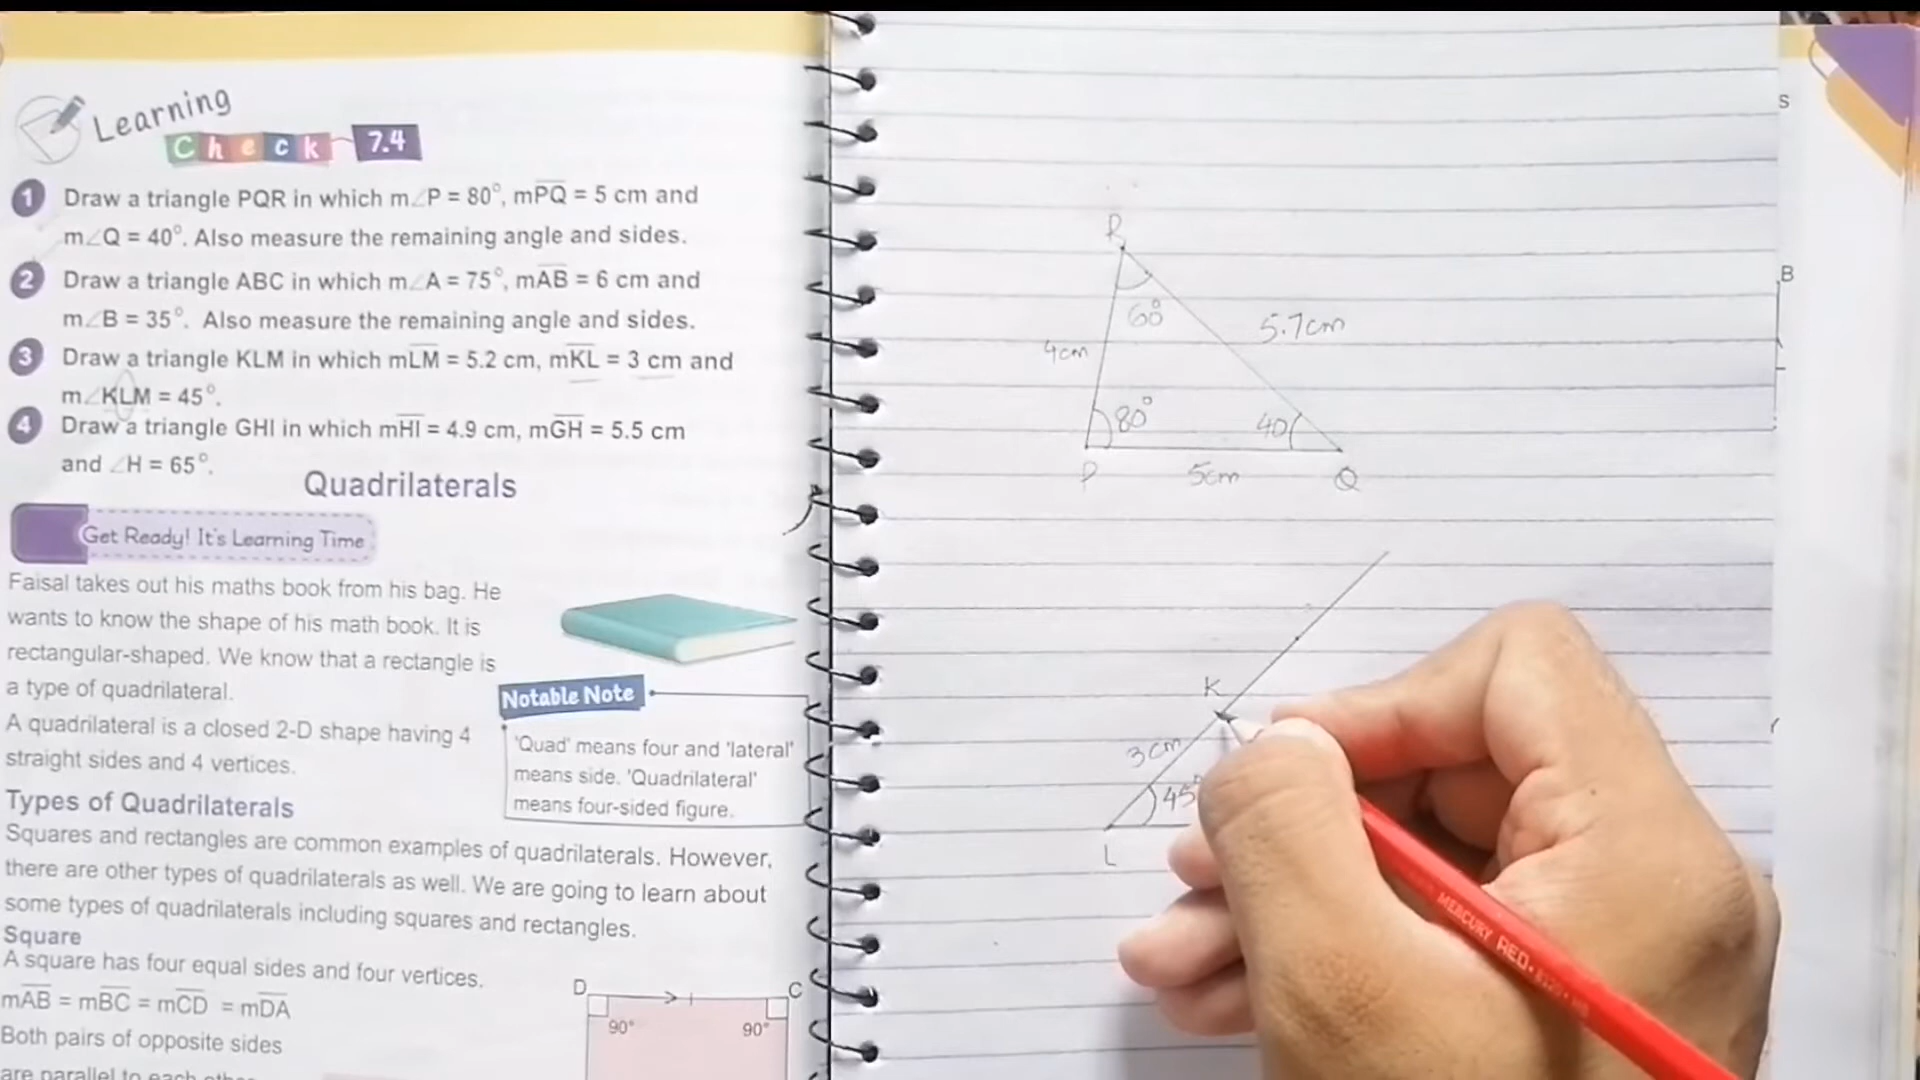 Learning
Check 7.4
1 Draw a triangle PQR in which m∠P = 80°, mPQ = 5 cm and
m∠Q = 40°. Also measure the remaining angle and sides.
2 Draw a triangle ABC in which m∠A = 75°, mAB = 6 cm and
m∠B = 35°. Also measure the remaining angle and sides.
3 Draw a triangle KLM in which mLM = 5.2 cm, mKL = 3 cm and
m∠KLM = 45°.
4 Draw a triangle GHI in which mHI = 4.9 cm, mGH = 5.5 cm
and ∠H = 65°.
Quadrilaterals
Get Ready! It's Learning Time
Faisal takes out his maths book from his bag. He
wants to know the shape of his math book. It is
rectangular-shaped. We know that a rectangle is
a type of quadrilateral.
A quadrilateral is a closed 2-D shape having 4
straight sides and 4 vertices.
Notable Note
'Quad' means four and 'lateral'
means side. 'Quadrilateral'
means four-sided figure.
Types of Quadrilaterals
Squares and rectangles are common examples of quadrilaterals. However,
there are other types of quadrilaterals as well. We are going to learn about
some types of quadrilaterals including squares and rectangles.
Square
A square has four equal sides and four vertices.
mAB = mBC = mCD = mDA
Both pairs of opposite sides
are parallel to each
D C
90° 90°
R
60°
5.7cm
4cm
80° 40
P 5cm Q
K
3cm
45°
L
MERCURY RED
S
B